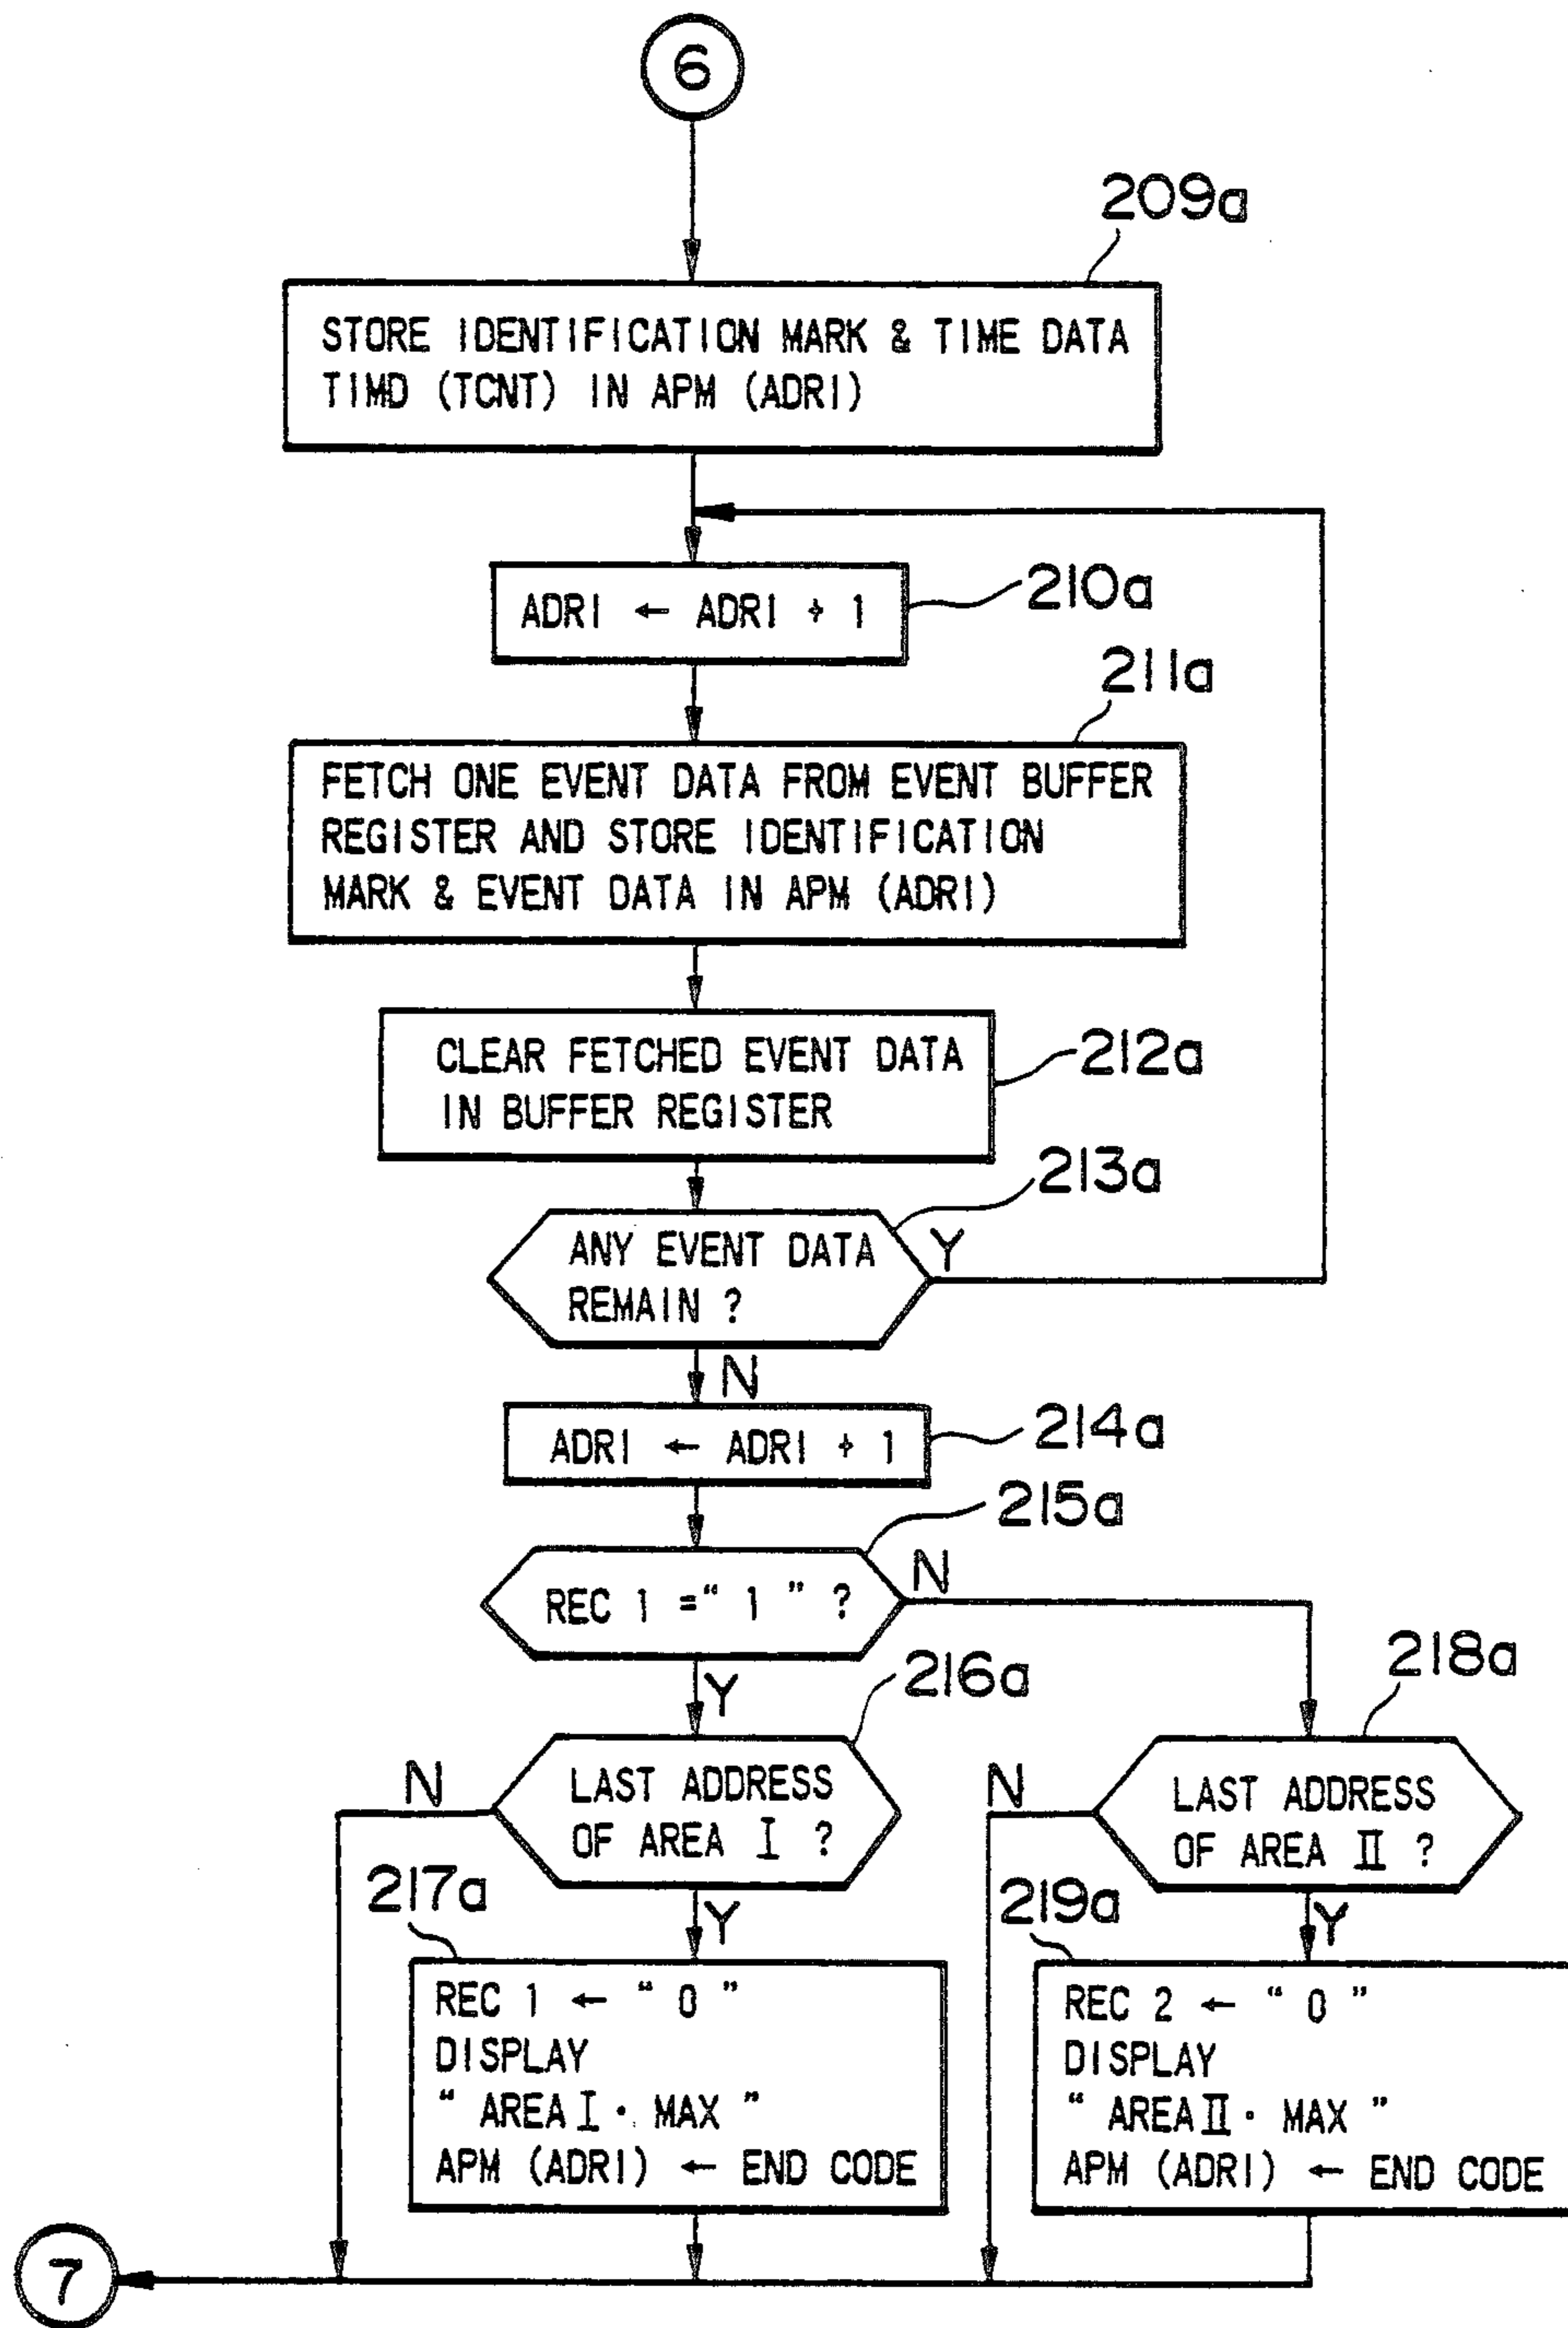 6
209a
STORE IDENTIFICATION MARK & TIME DATA
TIMD (TCNT) IN APM (ADRI)
210a
ADRI ← ADRI + 1
211a
FETCH ONE EVENT DATA FROM EVENT BUFFER
REGISTER AND STORE IDENTIFICATION
MARK & EVENT DATA IN APM (ADRI)
212a
CLEAR FETCHED EVENT DATA
IN BUFFER REGISTER
213a
ANY EVENT DATA
REMAIN ?
Y
N
214a
ADRI ← ADRI + 1
215a
REC 1 =“ 1 ” ?
N
Y
216a
LAST ADDRESS
OF AREA I ?
N
Y
218a
LAST ADDRESS
OF AREA II ?
N
Y
217a
REC 1 ← “ 0 ”
DISPLAY
“ AREA I · MAX ”
APM (ADRI) ← END CODE
219a
REC 2 ← “ 0 ”
DISPLAY
“ AREA II · MAX ”
APM (ADRI) ← END CODE
7